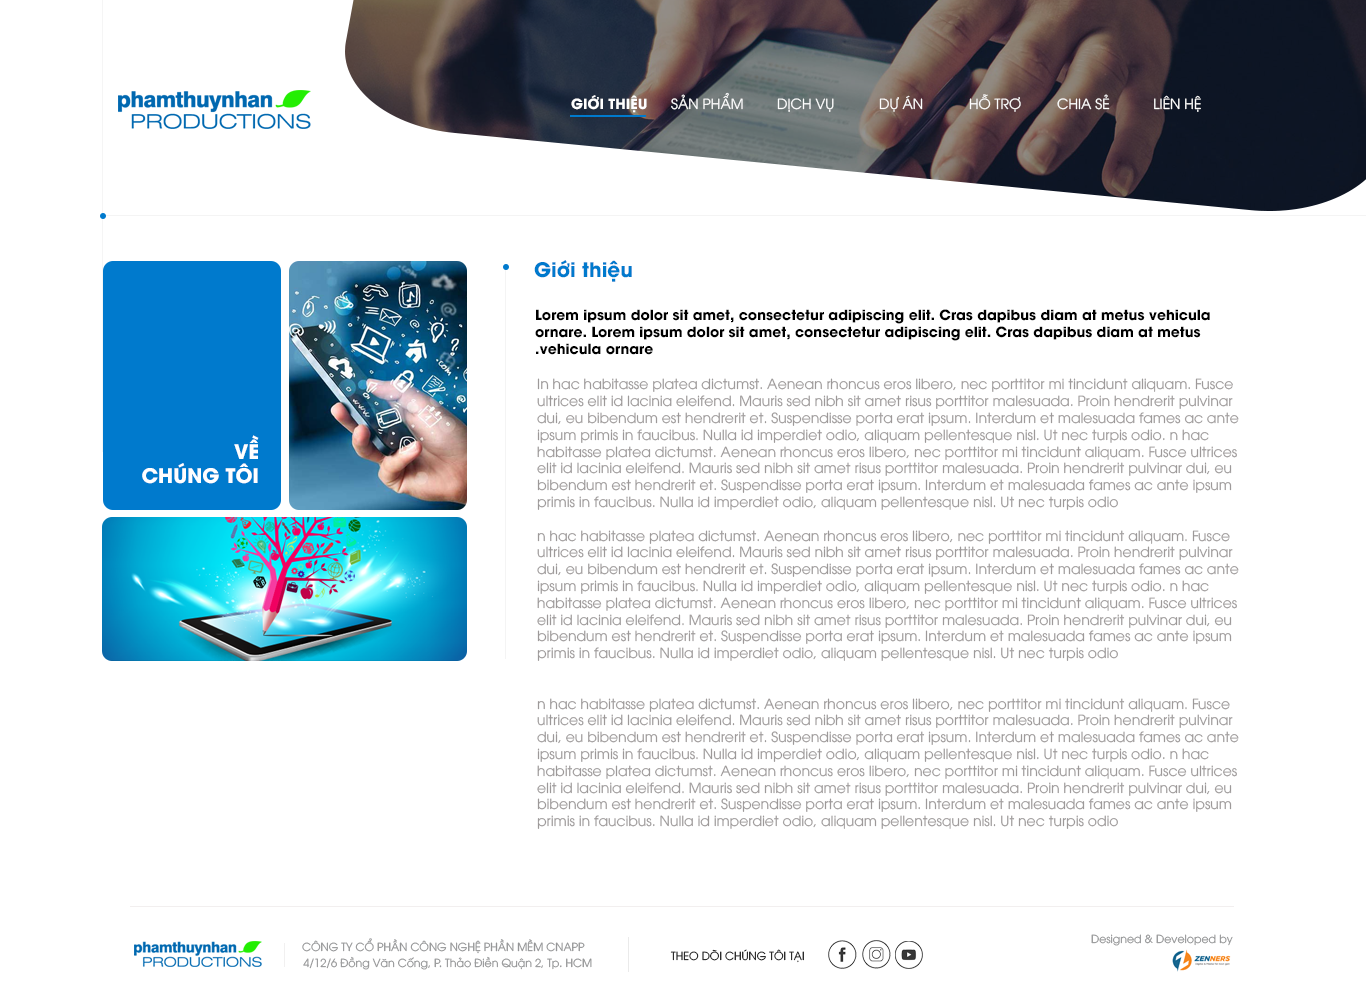 phamthuynhan
PRODUCTIONS
GIỚI THIỆU SẢN PHẨM DỊCH VỤ DỰ ÁN HỖ TRỢ CHIA SẺ LIÊN HỆ
VỀ
CHÚNG TÔI
Giới thiệu
Lorem ipsum dolor sit amet, consectetur adipiscing elit. Cras dapibus diam at metus vehicula
ornare. Lorem ipsum dolor sit amet, consectetur adipiscing elit. Cras dapibus diam at metus
.vehicula ornare
In hac habitasse platea dictumst. Aenean rhoncus eros libero, nec porttitor mi tincidunt aliquam. Fusce
ultrices elit id lacinia eleifend. Mauris sed nibh sit amet risus porttitor malesuada. Proin hendrerit pulvinar
dui, eu bibendum est hendrerit et. Suspendisse porta erat ipsum. Interdum et malesuada fames ac ante
ipsum primis in faucibus. Nulla id imperdiet odio, aliquam pellentesque nisl. Ut nec turpis odio. n hac
habitasse platea dictumst. Aenean rhoncus eros libero, nec porttitor mi tincidunt aliquam. Fusce ultrices
elit id lacinia eleifend. Mauris sed nibh sit amet risus porttitor malesuada. Proin hendrerit pulvinar dui, eu
bibendum est hendrerit et. Suspendisse porta erat ipsum. Interdum et malesuada fames ac ante ipsum
primis in faucibus. Nulla id imperdiet odio, aliquam pellentesque nisl. Ut nec turpis odio
n hac habitasse platea dictumst. Aenean rhoncus eros libero, nec porttitor mi tincidunt aliquam. Fusce
ultrices elit id lacinia eleifend. Mauris sed nibh sit amet risus porttitor malesuada. Proin hendrerit pulvinar
dui, eu bibendum est hendrerit et. Suspendisse porta erat ipsum. Interdum et malesuada fames ac ante
ipsum primis in faucibus. Nulla id imperdiet odio, aliquam pellentesque nisl. Ut nec turpis odio. n hac
habitasse platea dictumst. Aenean rhoncus eros libero, nec porttitor mi tincidunt aliquam. Fusce ultrices
elit id lacinia eleifend. Mauris sed nibh sit amet risus porttitor malesuada. Proin hendrerit pulvinar dui, eu
bibendum est hendrerit et. Suspendisse porta erat ipsum. Interdum et malesuada fames ac ante ipsum
primis in faucibus. Nulla id imperdiet odio, aliquam pellentesque nisl. Ut nec turpis odio
n hac habitasse platea dictumst. Aenean rhoncus eros libero, nec porttitor mi tincidunt aliquam. Fusce
ultrices elit id lacinia eleifend. Mauris sed nibh sit amet risus porttitor malesuada. Proin hendrerit pulvinar
dui, eu bibendum est hendrerit et. Suspendisse porta erat ipsum. Interdum et malesuada fames ac ante
ipsum primis in faucibus. Nulla id imperdiet odio, aliquam pellentesque nisl. Ut nec turpis odio. n hac
habitasse platea dictumst. Aenean rhoncus eros libero, nec porttitor mi tincidunt aliquam. Fusce ultrices
elit id lacinia eleifend. Mauris sed nibh sit amet risus porttitor malesuada. Proin hendrerit pulvinar dui, eu
bibendum est hendrerit et. Suspendisse porta erat ipsum. Interdum et malesuada fames ac ante ipsum
primis in faucibus. Nulla id imperdiet odio, aliquam pellentesque nisl. Ut nec turpis odio
phamthuynhan
PRODUCTIONS
CÔNG TY CỔ PHẦN CÔNG NGHỆ PHẦN MỀM CNAPP
4/12/6 Đồng Văn Cống, P. Thảo Điền Quận 2, Tp. HCM
THEO DÕI CHÚNG TÔI TẠI
Designed & Developed by
ZENNERS